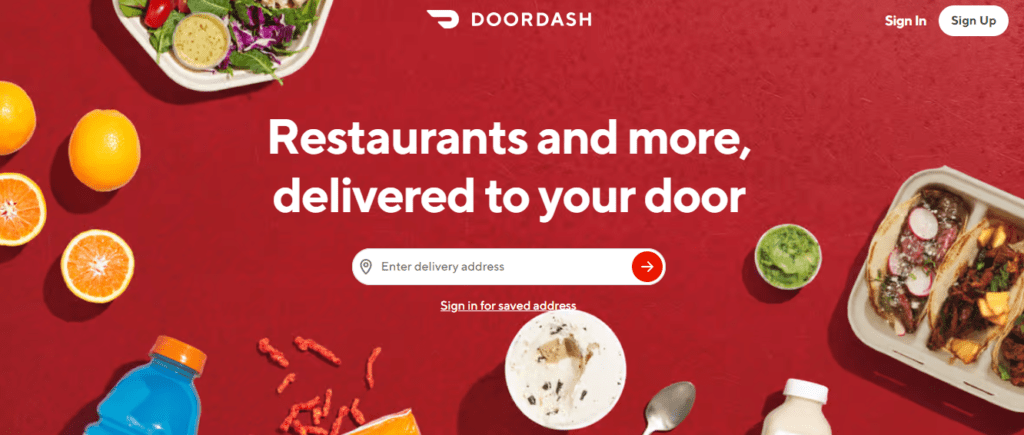 DOORDASH
Sign In
Sign Up
Restaurants and more,
delivered to your door
Enter delivery address
Sign in for saved address